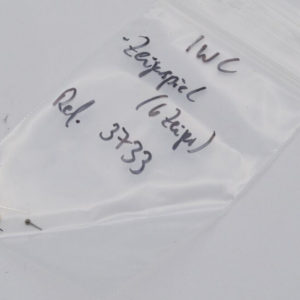 IWC
Zeigerspiel
(6 Zeiger)
Ref. 3733